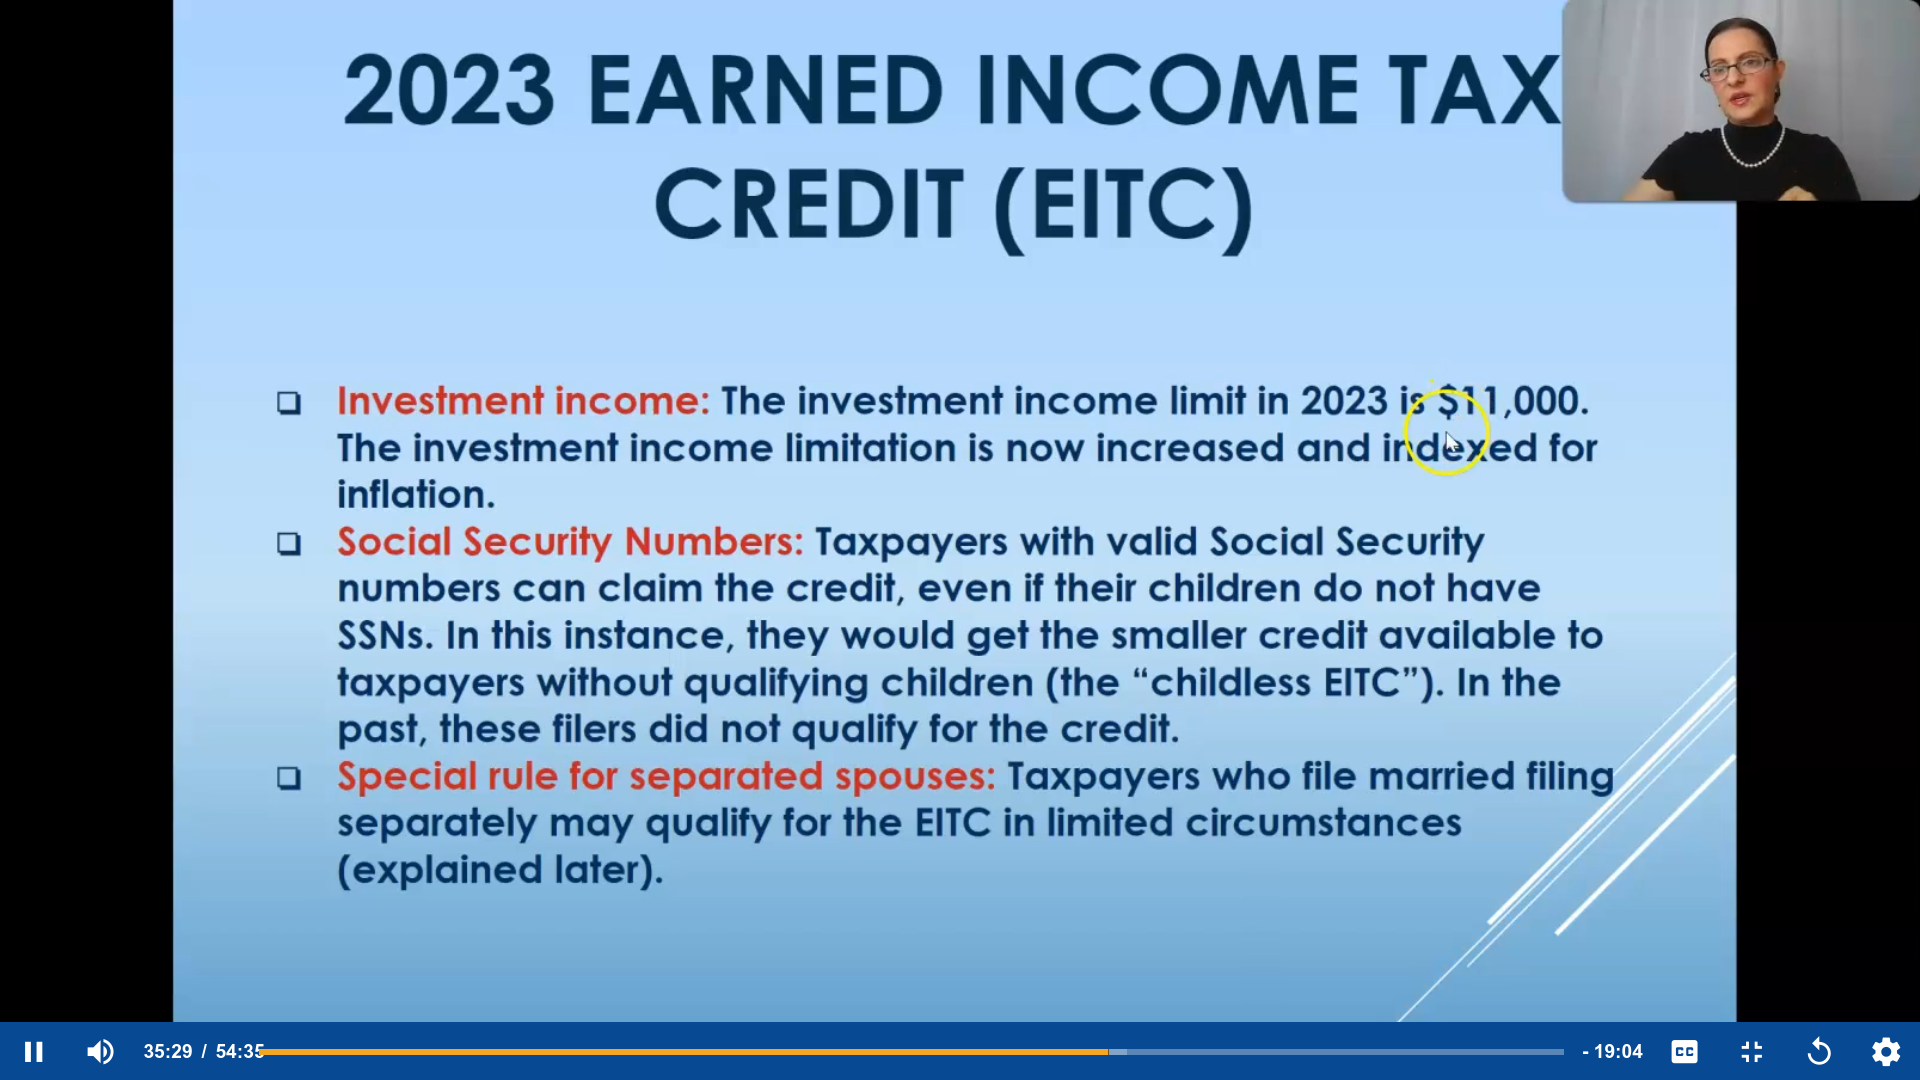 2023 EARNED INCOME TAX
CREDIT (EITC)
❑ Investment income: The investment income limit in 2023 is $11,000.
The investment income limitation is now increased and indexed for
inflation.
❑ Social Security Numbers: Taxpayers with valid Social Security
numbers can claim the credit, even if their children do not have
SSNs. In this instance, they would get the smaller credit available to
taxpayers without qualifying children (the “childless EITC”). In the
past, these filers did not qualify for the credit.
❑ Special rule for separated spouses: Taxpayers who file married filing
separately may qualify for the EITC in limited circumstances
(explained later).
35:29 / 54:35 - 19:04 CC